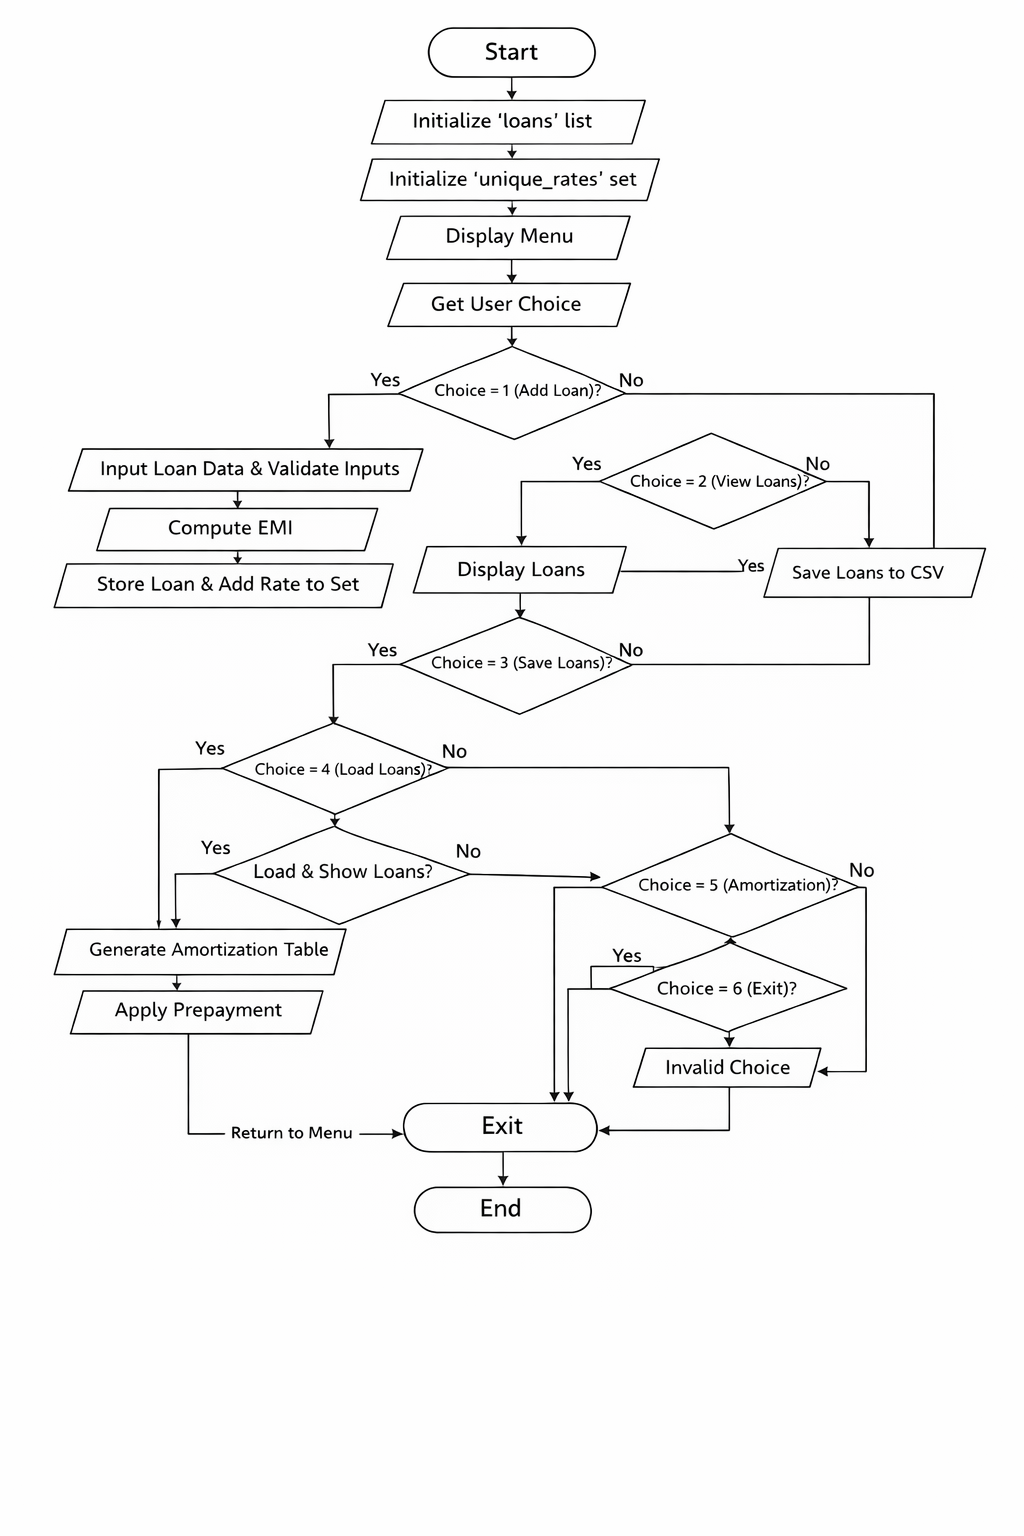 Start
Initialize ‘loans’ list
Initialize ‘unique_rates’ set
Display Menu
Get User Choice
Yes
Choice = 1 (Add Loan)?
No
Input Loan Data & Validate Inputs
Compute EMI
Store Loan & Add Rate to Set
Yes
Choice = 2 (View Loans)?
No
Display Loans
Yes
Save Loans to CSV
Yes
Choice = 3 (Save Loans)?
No
Yes
Choice = 4 (Load Loans)?
No
Yes
Load & Show Loans?
No
Choice = 5 (Amortization)?
No
Generate Amortization Table
Apply Prepayment
Yes
Choice = 6 (Exit)?
Invalid Choice
Return to Menu
Exit
End